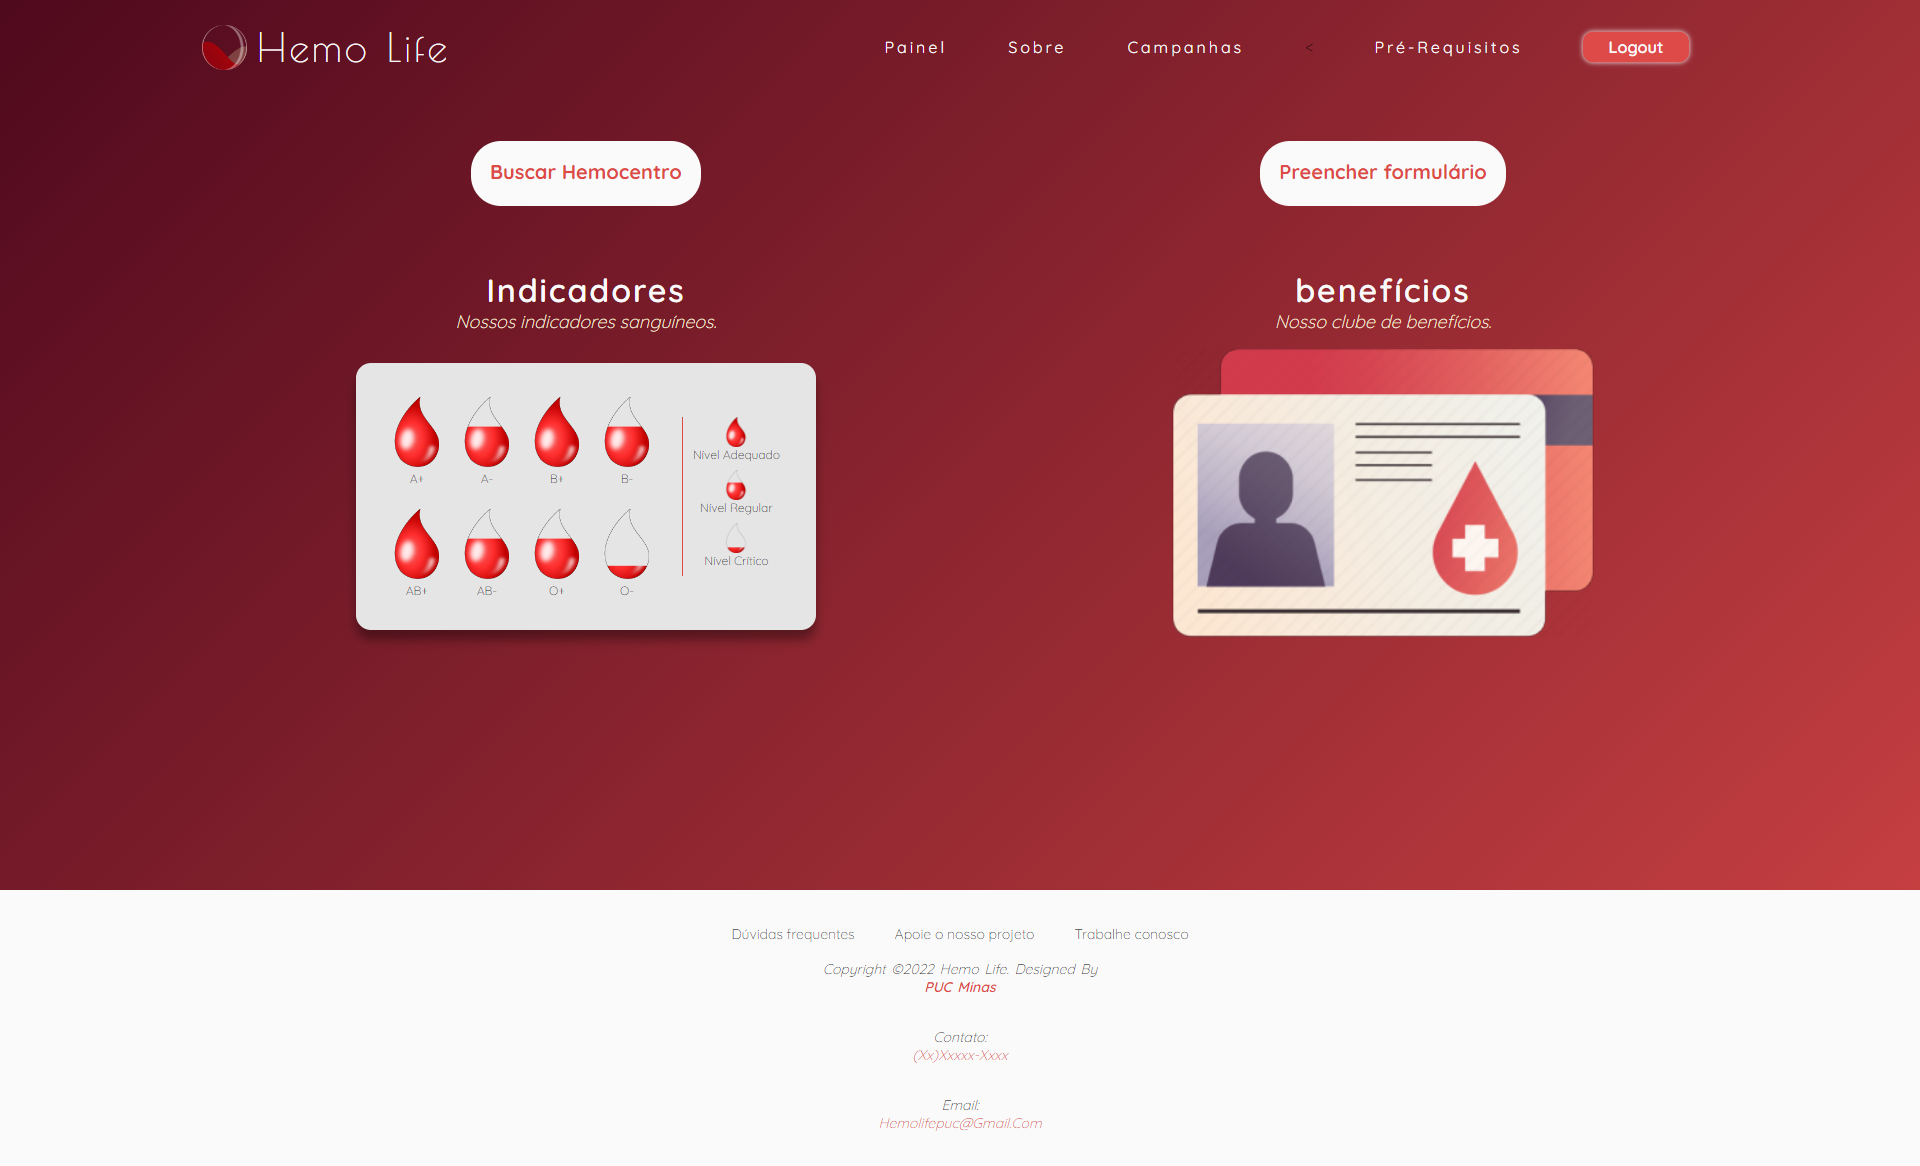 Hemo Life
Painel
Sobre
Campanhas
<
Pré-Requisitos
Logout
Buscar Hemocentro
Preencher formulário
Indicadores
Nossos indicadores sanguíneos.
benefícios
Nosso clube de benefícios.
A+ A- B+ B-
AB+ AB- O+ O-
Nível Adequado
Nível Regular
Nível Crítico
Dúvidas frequentes
Apoie o nosso projeto
Trabalhe conosco
Copyright ©2022 Hemo Life. Designed By
PUC Minas
Contato:
(Xx)Xxxxx-Xxxx
Email:
Hemolifepuc@Gmail.Com